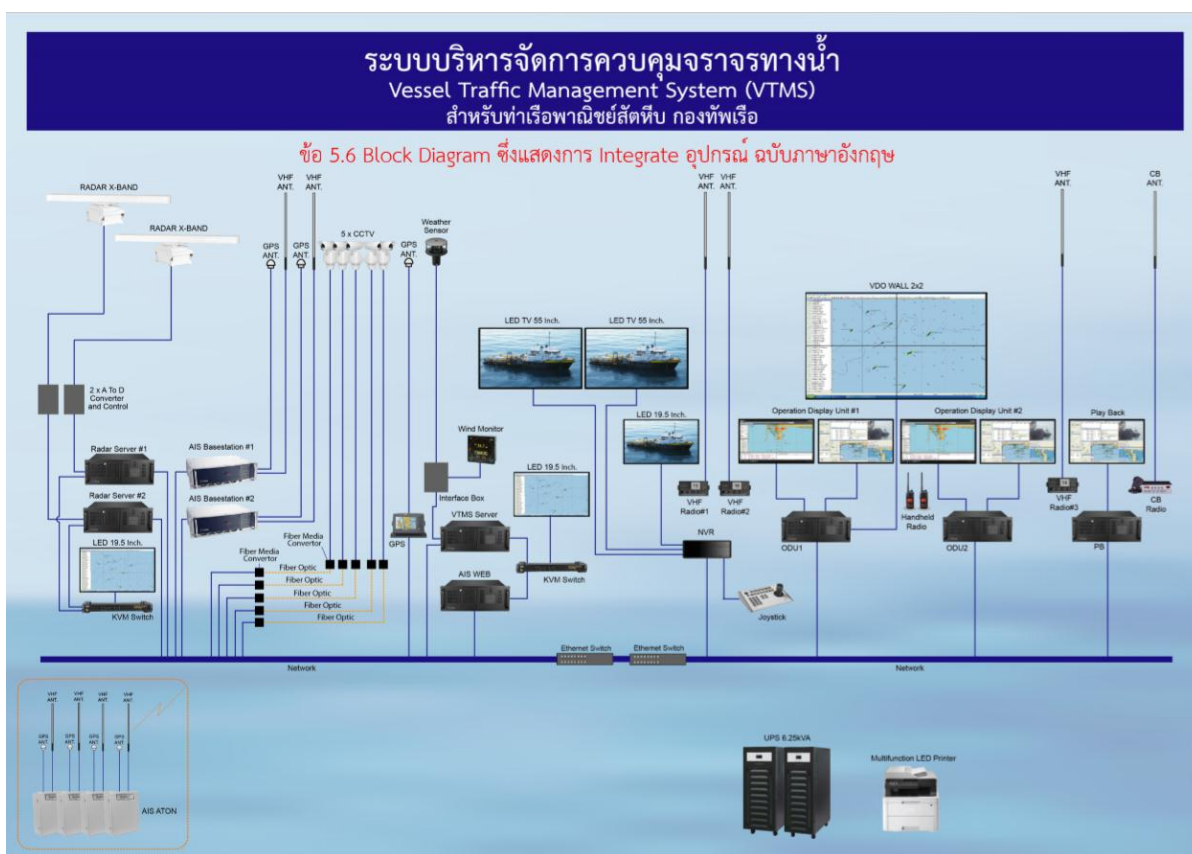 ระบบบริหารจัดการควบคุมจราจรทางน้ำ
Vessel Traffic Management System (VTMS)
สำหรับท่าเรือพาณิชย์สัตหีบ กองทัพเรือ
ข้อ 5.6 Block Diagram ซึ่งแสดงการ Integrate อุปกรณ์ ฉบับภาษาอังกฤษ
RADAR X-BAND
RADAR X-BAND
VHF
ANT.
VHF
ANT.
GPS
ANT.
GPS
ANT.
5 x CCTV
GPS
ANT.
Weather
Sensor
VHF
ANT.
VHF
ANT.
VHF
ANT.
CB
ANT.
VDO WALL 2x2
LED TV 55 Inch.
LED TV 55 Inch.
2 x A To D
Converter
and Control
LED 19.5 Inch.
Operation Display Unit #1
Operation Display Unit #2
Play Back
Radar Server #1
AIS Basestation #1
Wind Monitor
Radar Server #2
AIS Basestation #2
Interface Box
LED 19.5 Inch.
VHF
Radio#1
VHF
Radio#2
Handheld
Radio
VHF
Radio#3
CB
Radio
VTMS Server
GPS
NVR
ODU1
ODU2
PB
LED 19.5 Inch.
Fiber Media
Convertor
Fiber Media
Convertor
Fiber Optic
Fiber Optic
Fiber Optic
Fiber Optic
Fiber Optic
KVM Switch
AIS WEB
KVM Switch
Joystick
Ethernet Switch
Ethernet Switch
Network
Network
VHF
ANT.
VHF
ANT.
VHF
ANT.
VHF
ANT.
GPS
ANT.
GPS
ANT.
GPS
ANT.
GPS
ANT.
AIS ATON
UPS 6.25kVA
Multifunction LED Printer